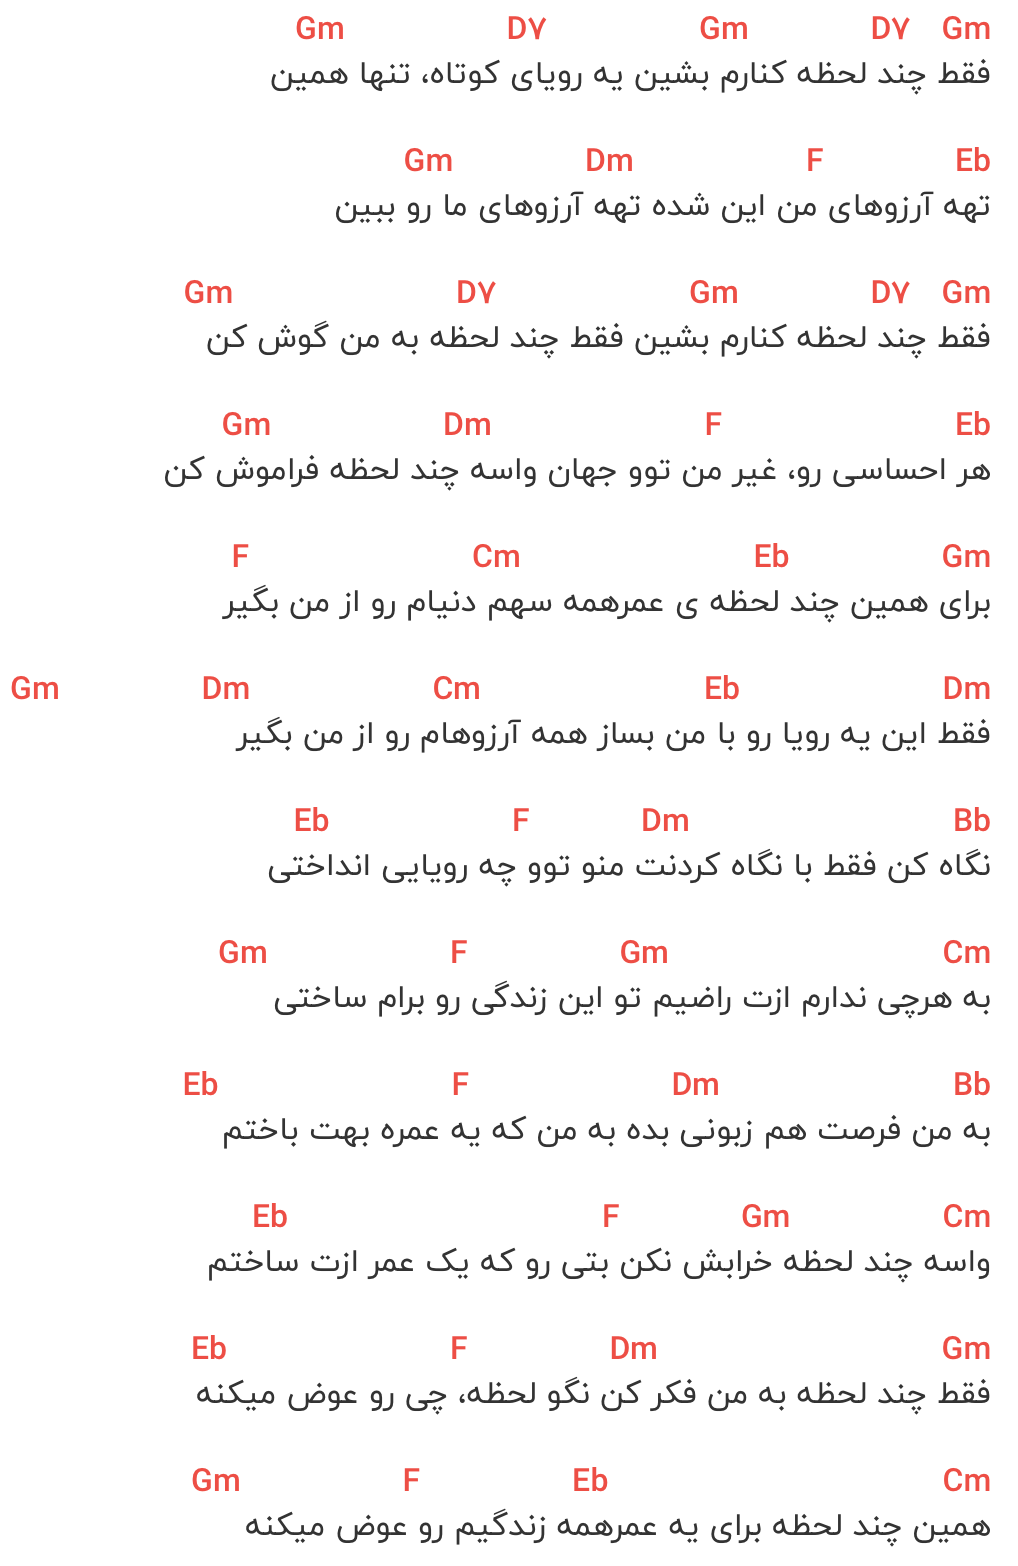 Gm D۷ Gm D۷ Gm
فقط چند لحظه کنارم بشین یه رویای کوتاه، تنها همین
Eb F Dm Gm
تهه آرزوهای من این شده تهه آرزوهای ما رو ببین
Gm D۷ Gm D۷ Gm
فقط چند لحظه کنارم بشین فقط چند لحظه به من گوش کن
Eb F Dm Gm
هر احساسی رو، غیر من توو جهان واسه چند لحظه فراموش کن
Gm Eb Cm F
برای همین چند لحظه ی عمرهمه سهم دنیام رو از من بگیر
Dm Eb Cm Dm Gm
فقط این یه رویا رو با من بساز همه آرزوهام رو از من بگیر
Bb Dm F Eb
نگاه کن فقط با نگاه کردنت منو توو چه رویایی انداختی
Cm Gm F Gm
به هرچی ندارم ازت راضیم تو این زندگی رو برام ساختی
Bb Dm F Eb
به من فرصت هم زبونی بده به من که یه عمره بهت باختم
Cm Gm F Eb
واسه چند لحظه خرابش نکن بتی رو که یک عمر ازت ساختم
Gm Dm F Eb
فقط چند لحظه به من فکر کن نگو لحظه، چی رو عوض میکنه
Cm Eb F Gm
همین چند لحظه برای یه عمرهمه زندگیم رو عوض میکنه